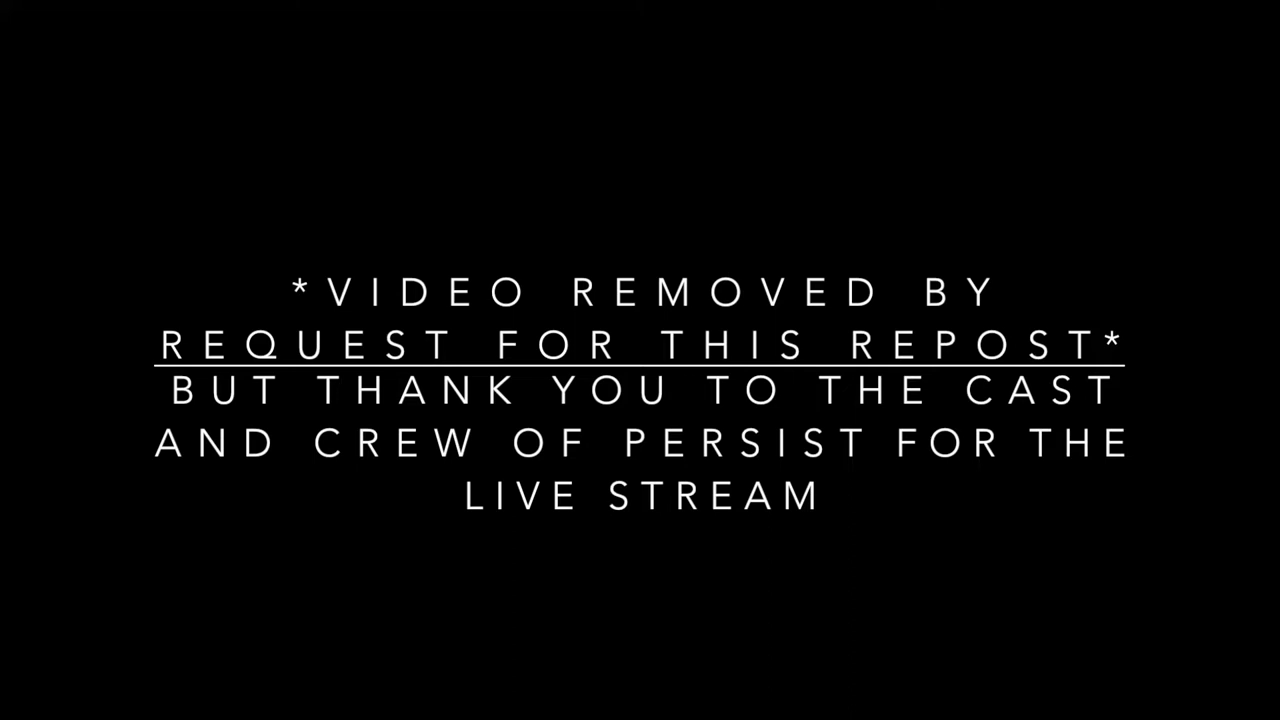 *VIDEO REMOVED BY
REQUEST FOR THIS REPOST*
BUT THANK YOU TO THE CAST
AND CREW OF PERSIST FOR THE
LIVE STREAM